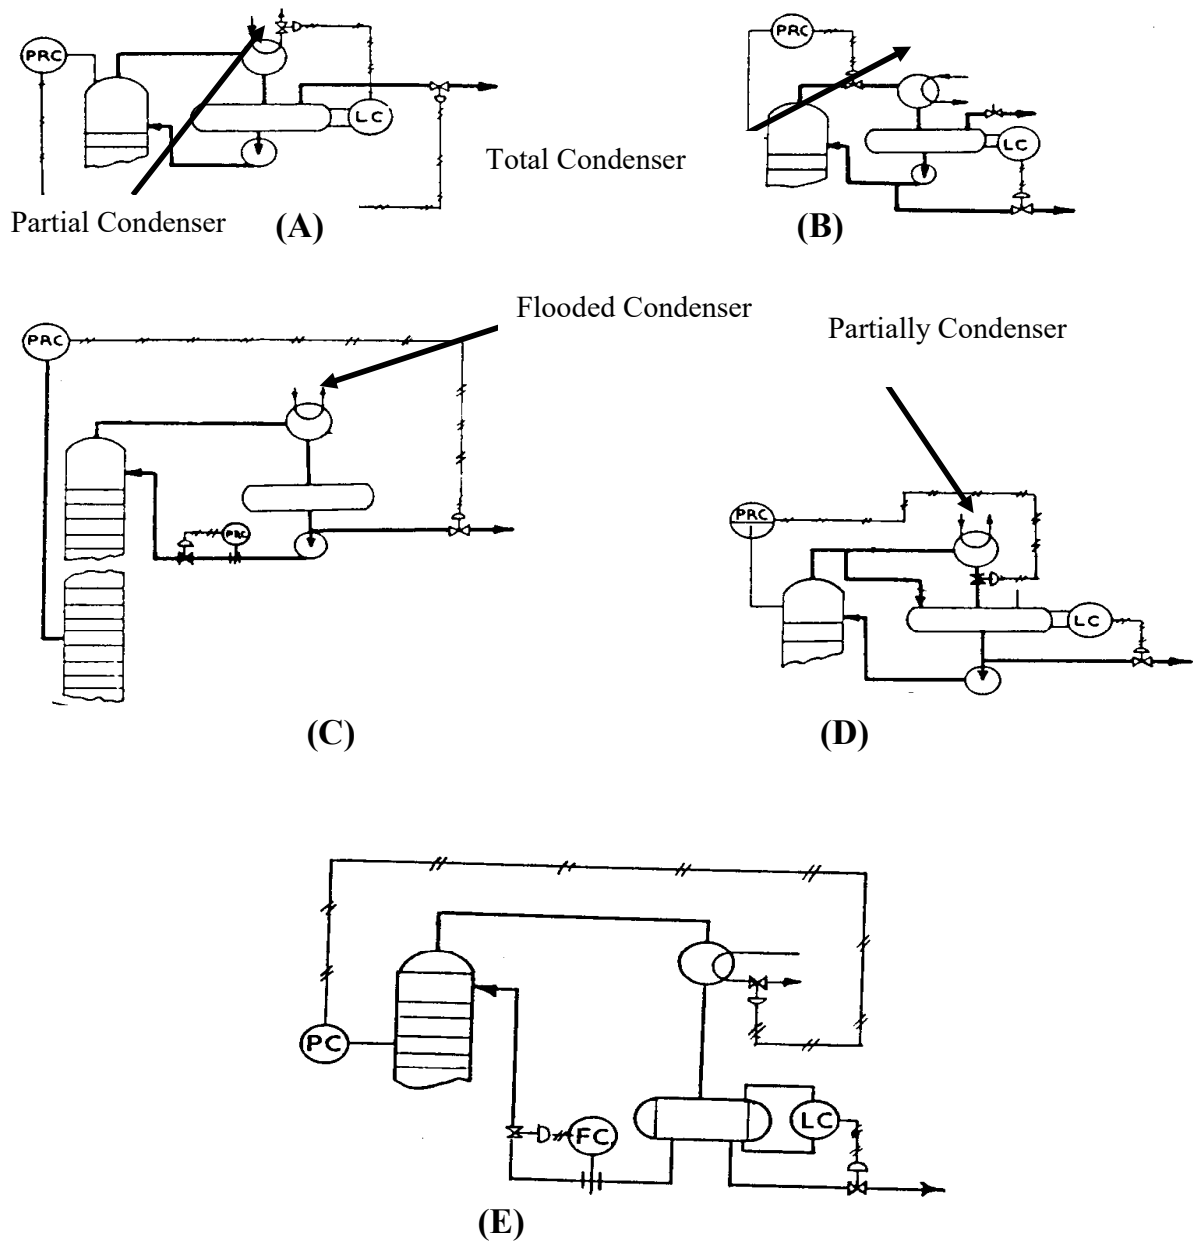 PRC
LC
Partial Condenser
(A)
Total Condenser
PRC
LC
(B)
Flooded Condenser
PRC
PRC
(C)
Partially Condenser
PRC
LC
(D)
PC
FC
LC
(E)